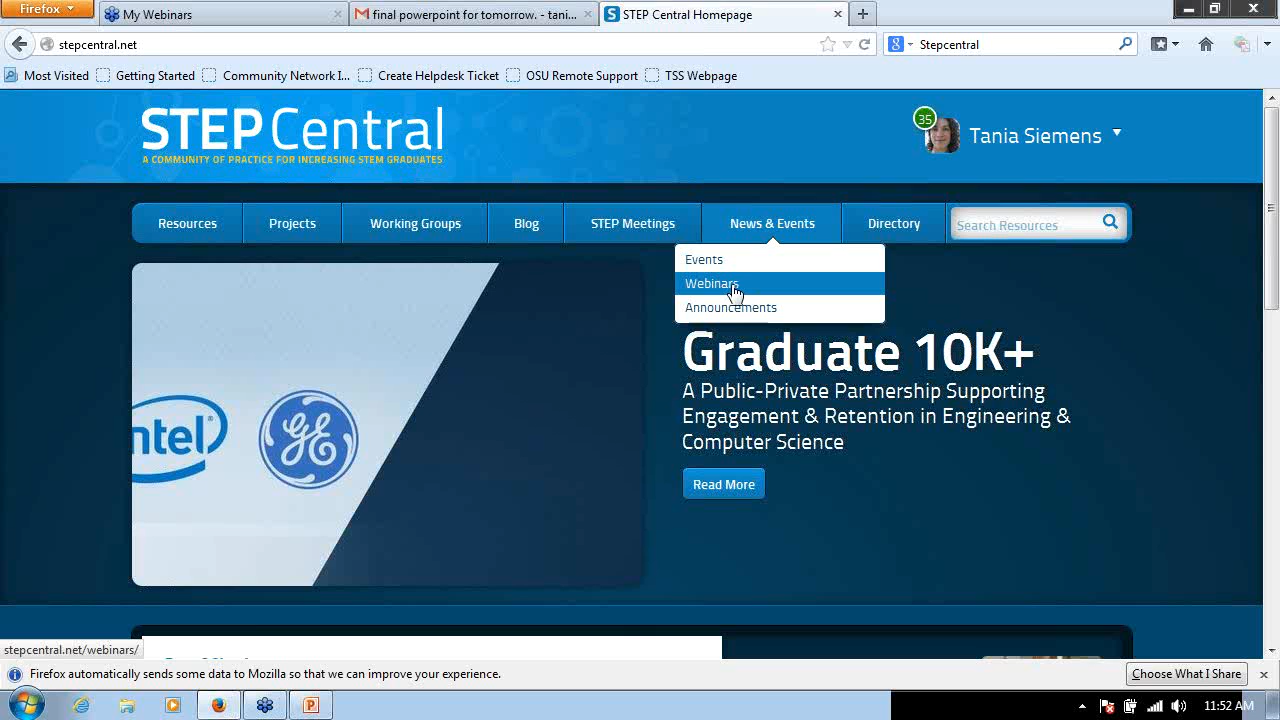 Firefox
My Webinars
final powerpoint for tomorrow. - tani...
STEP Central Homepage
stepcentral.net
Stepcentral
Most Visited
Getting Started
Community Network I...
Create Helpdesk Ticket
OSU Remote Support
TSS Webpage
STEP Central
A COMMUNITY OF PRACTICE FOR INCREASING STEM GRADUATES
35
Tania Siemens
Resources
Projects
Working Groups
Blog
STEP Meetings
News & Events
Directory
Search Resources
Events
Webinars
Announcements
intel
GE
Graduate 10K+
A Public-Private Partnership Supporting
Engagement & Retention in Engineering &
Computer Science
Read More
stepcentral.net/webinars/
Firefox automatically sends some data to Mozilla so that we can improve your experience.
Choose What I Share
11:52 AM